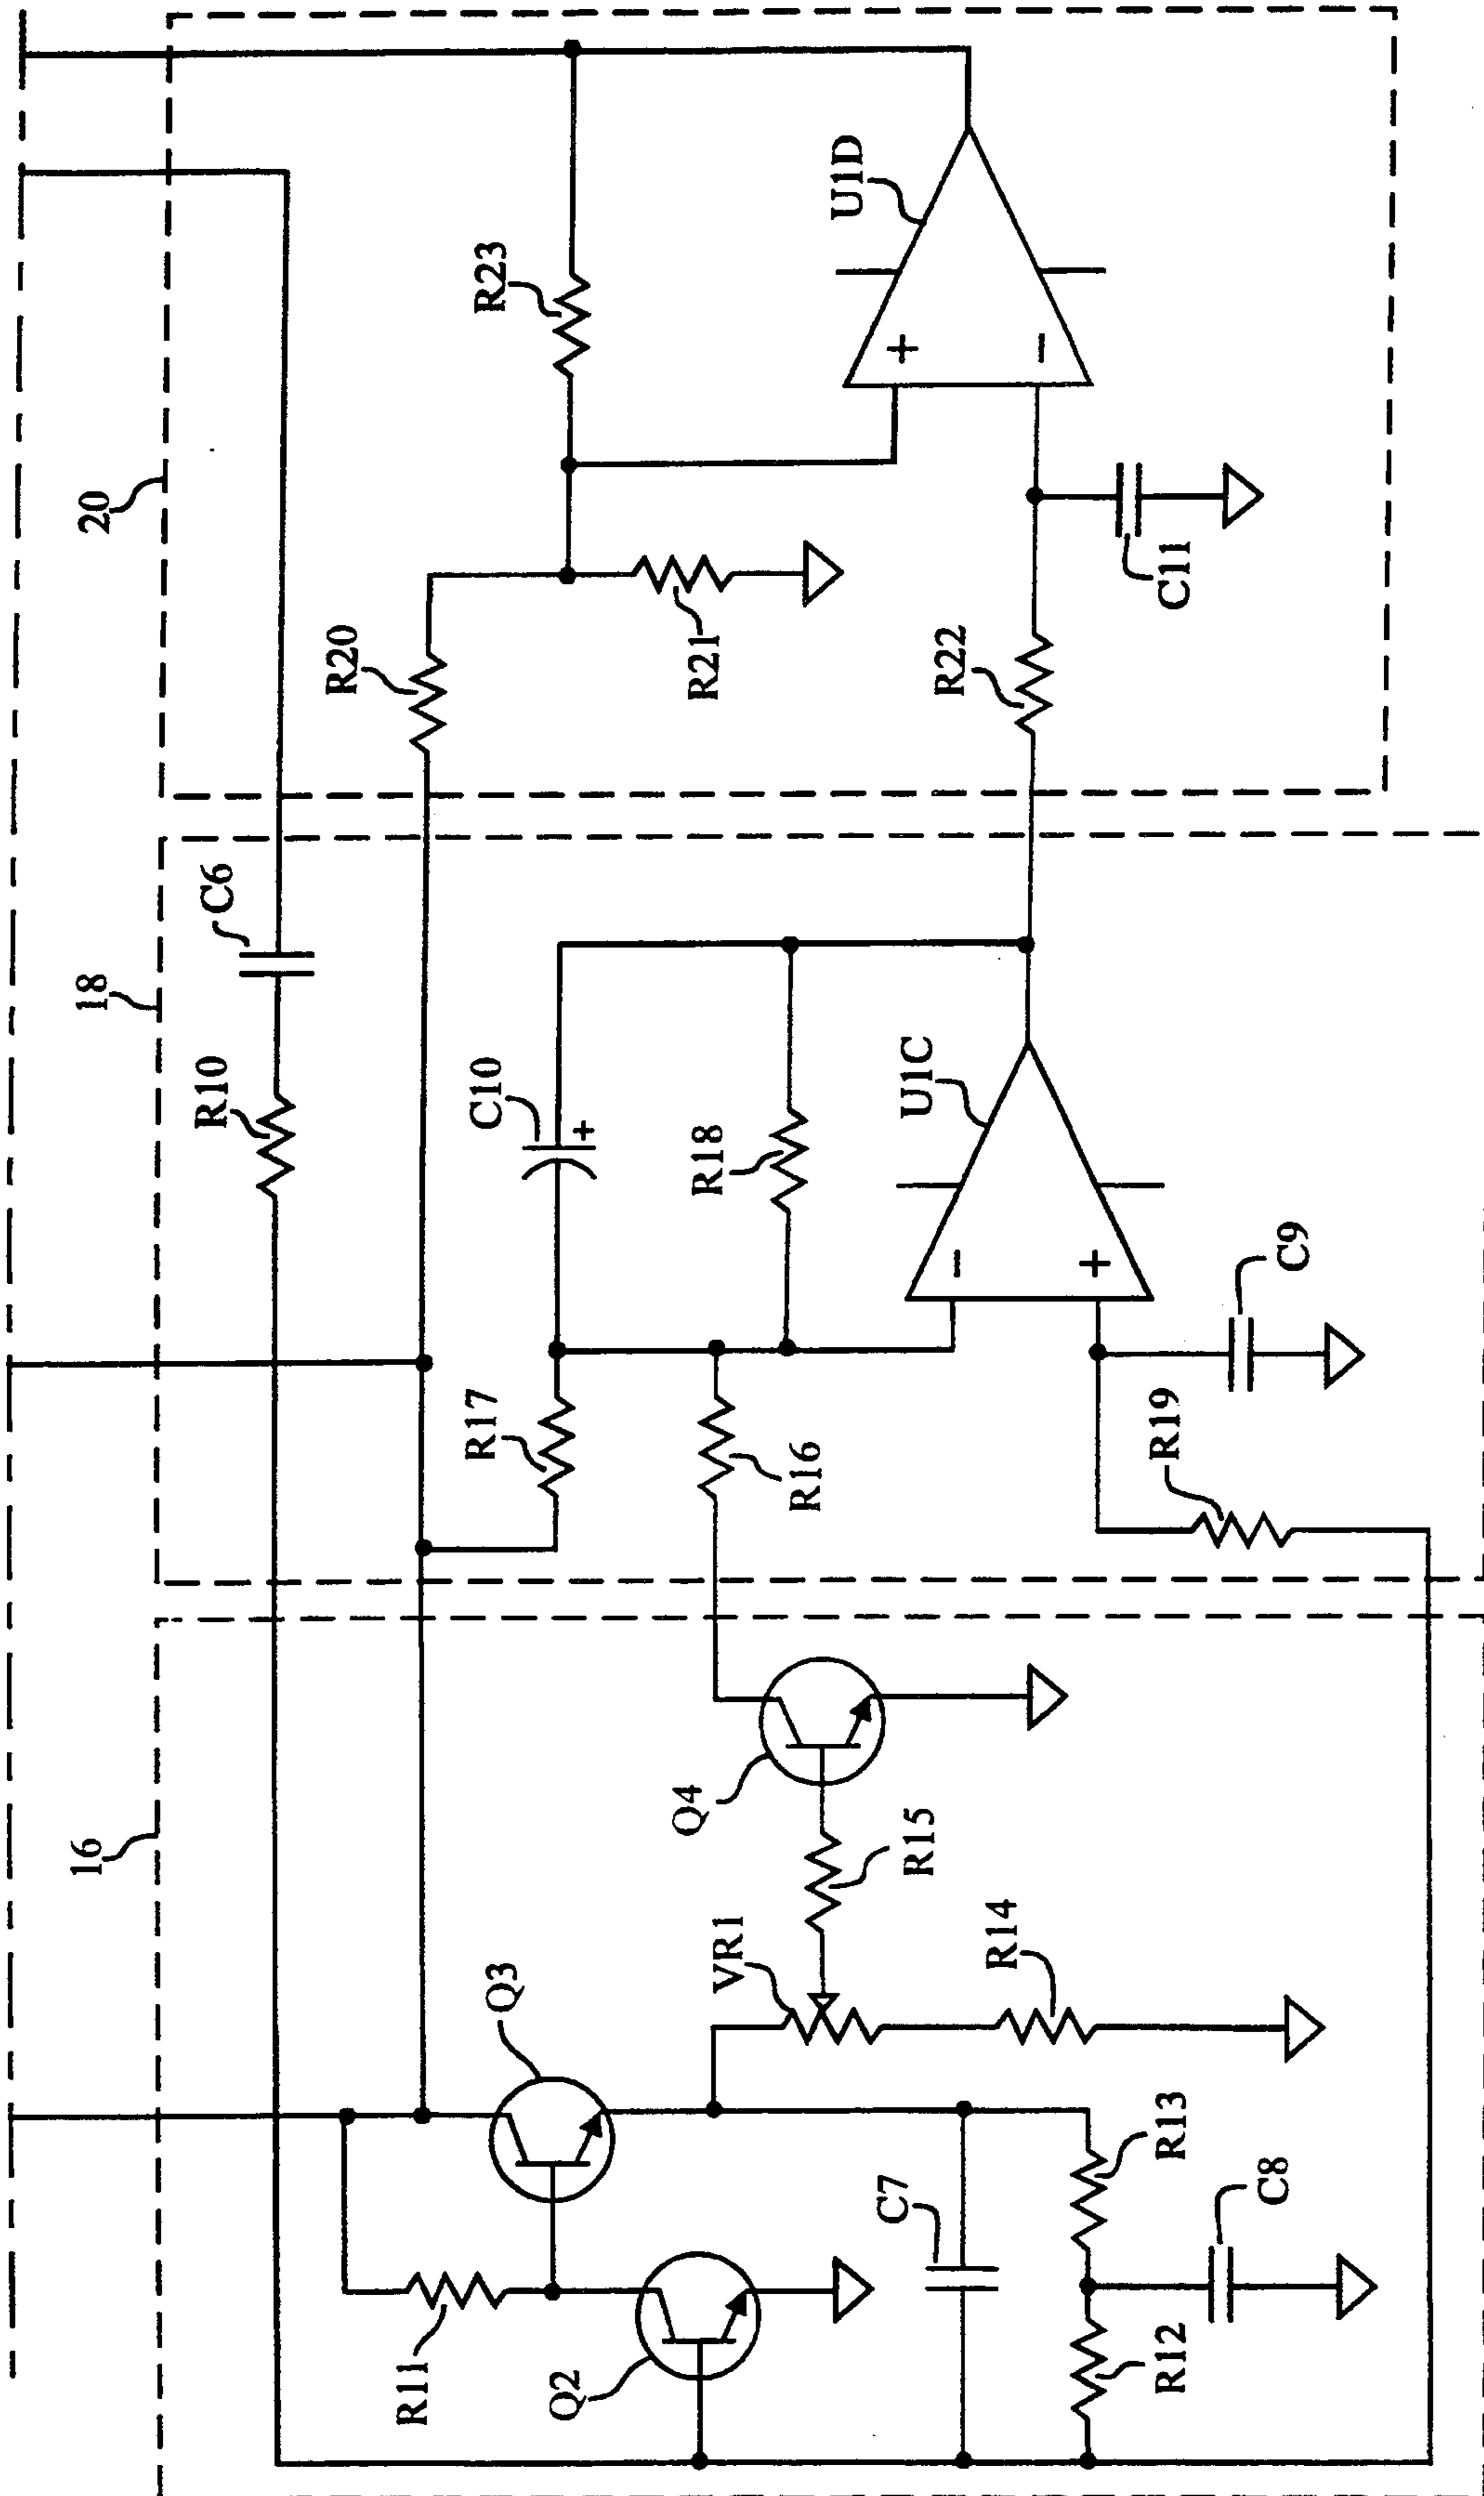 16
18
20
R11
Q2
Q3
R10
C6
R20
R23
R17
C10
R21
U1D
Q4
R16
R18
VR1
R15
U1C
R22
C7
R14
R19
C9
C11
R12
R13
C8
+
−
+
+
−